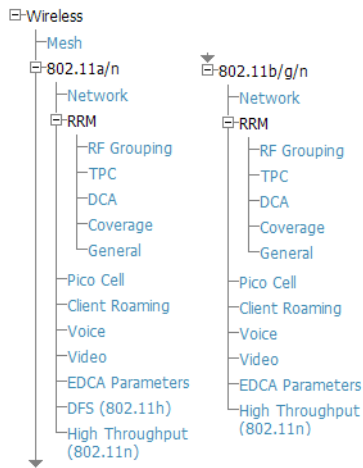 Wireless
Mesh
802.11a/n
Network
RRM
RF Grouping
TPC
DCA
Coverage
General
Pico Cell
Client Roaming
Voice
Video
EDCA Parameters
DFS (802.11h)
High Throughput
(802.11n)
802.11b/g/n
Network
RRM
RF Grouping
TPC
DCA
Coverage
General
Pico Cell
Client Roaming
Voice
Video
EDCA Parameters
High Throughput
(802.11n)